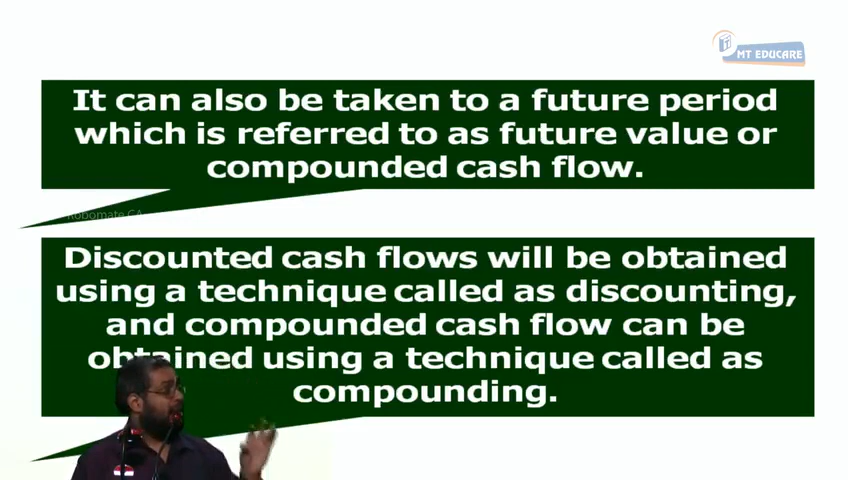 MT EDUCARE
It can also be taken to a future period
which is referred to as future value or
compounded cash flow.
Robomate CA
Discounted cash flows will be obtained
using a technique called as discounting,
and compounded cash flow can be
obtained using a technique called as
compounding.